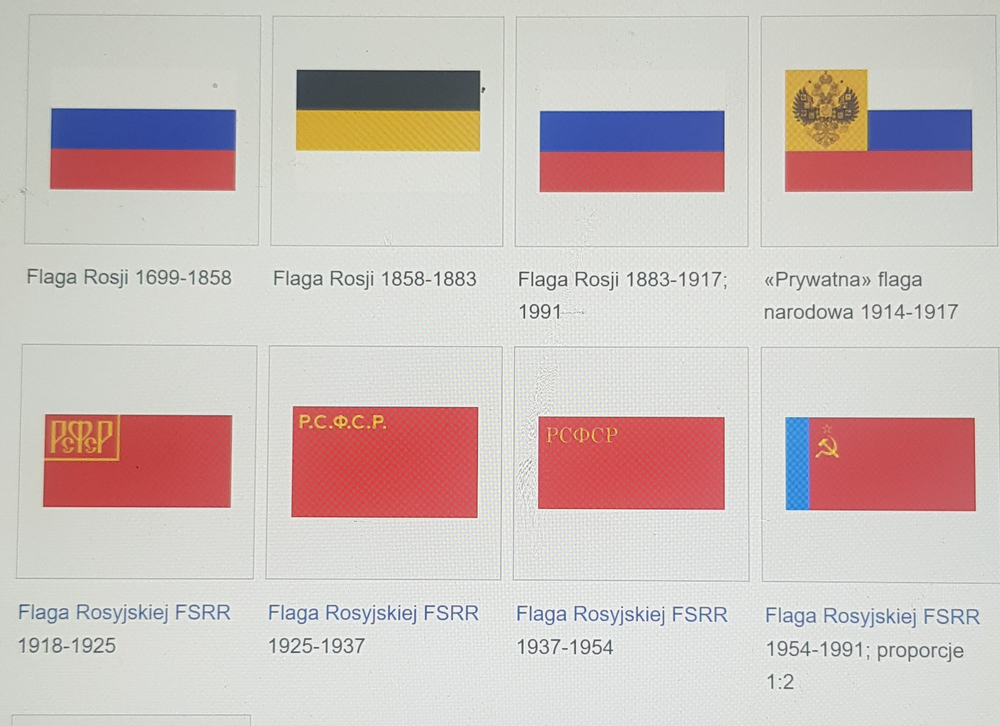 Flaga Rosji 1699-1858
Flaga Rosji 1858-1883
Flaga Rosji 1883-1917;
1991
«Prywatna» flaga
narodowa 1914-1917
РСФСР
Flaga Rosyjskiej FSRR
1918-1925
Р.С.Ф.С.Р.
Flaga Rosyjskiej FSRR
1925-1937
РСФСР
Flaga Rosyjskiej FSRR
1937-1954
Flaga Rosyjskiej FSRR
1954-1991; proporcje
1:2